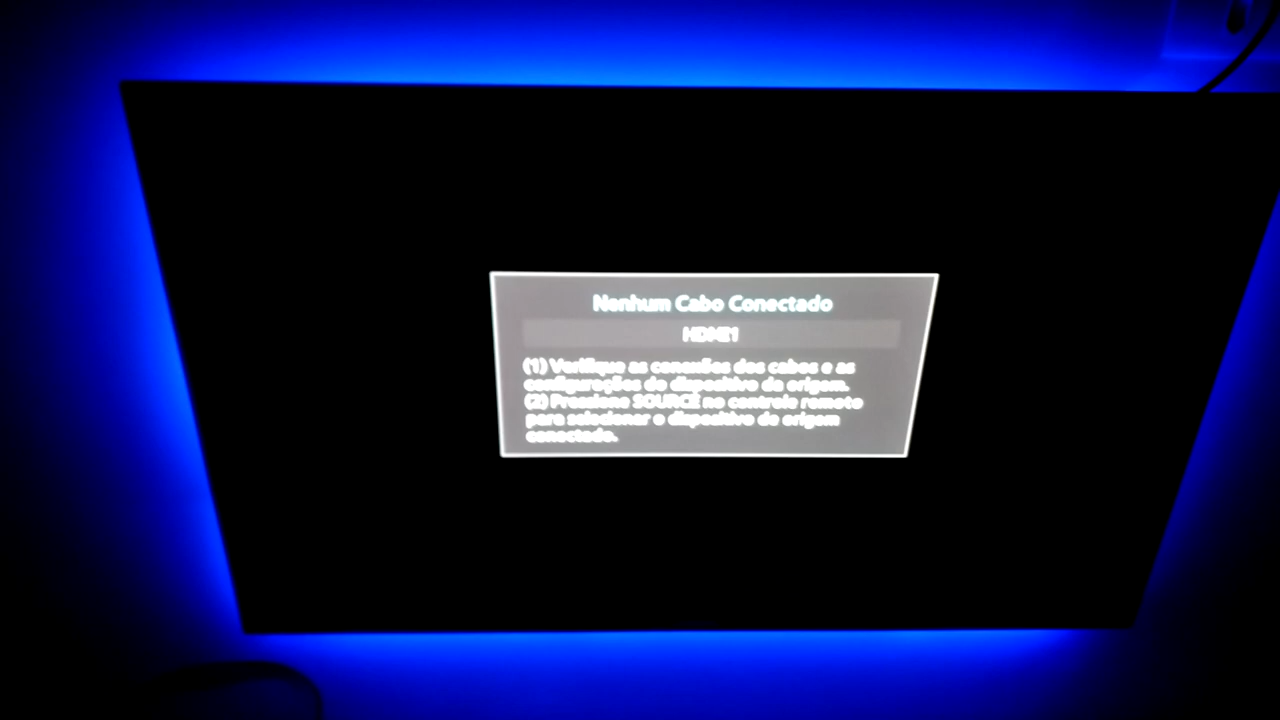 Nenhum Cabo Conectado
HDMI1
(1) Verifique as conexões dos cabos e as
configurações do dispositivo de origem.
(2) Pressione SOURCE no controle remoto
para selecionar o dispositivo de origem
conectado.